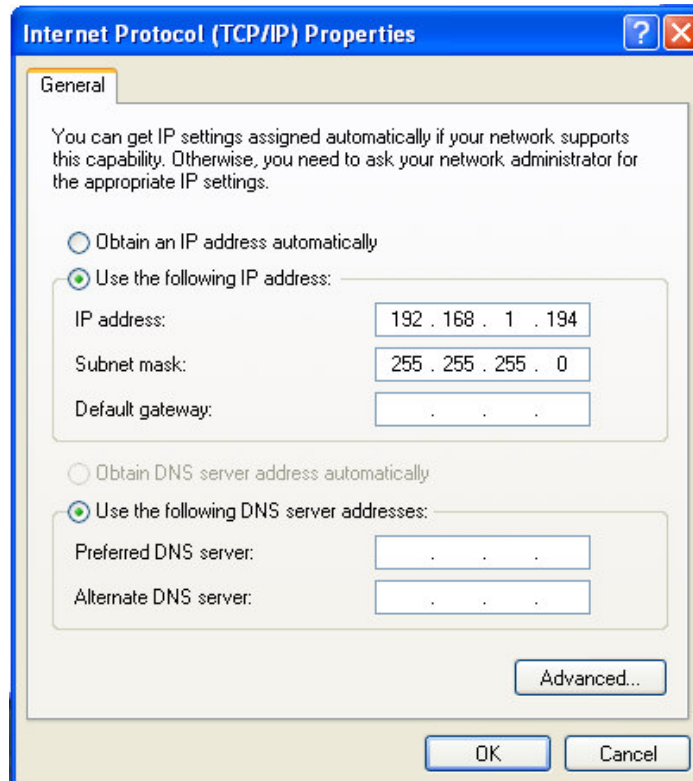 Internet Protocol (TCP/IP) Properties
General
You can get IP settings assigned automatically if your network supports
this capability. Otherwise, you need to ask your network administrator for
the appropriate IP settings.
Obtain an IP address automatically
Use the following IP address:
IP address: 192 . 168 . 1 . 194
Subnet mask: 255 . 255 . 255 . 0
Default gateway: . . .
Obtain DNS server address automatically
Use the following DNS server addresses:
Preferred DNS server: . . .
Alternate DNS server: . . .
Advanced...
OK Cancel